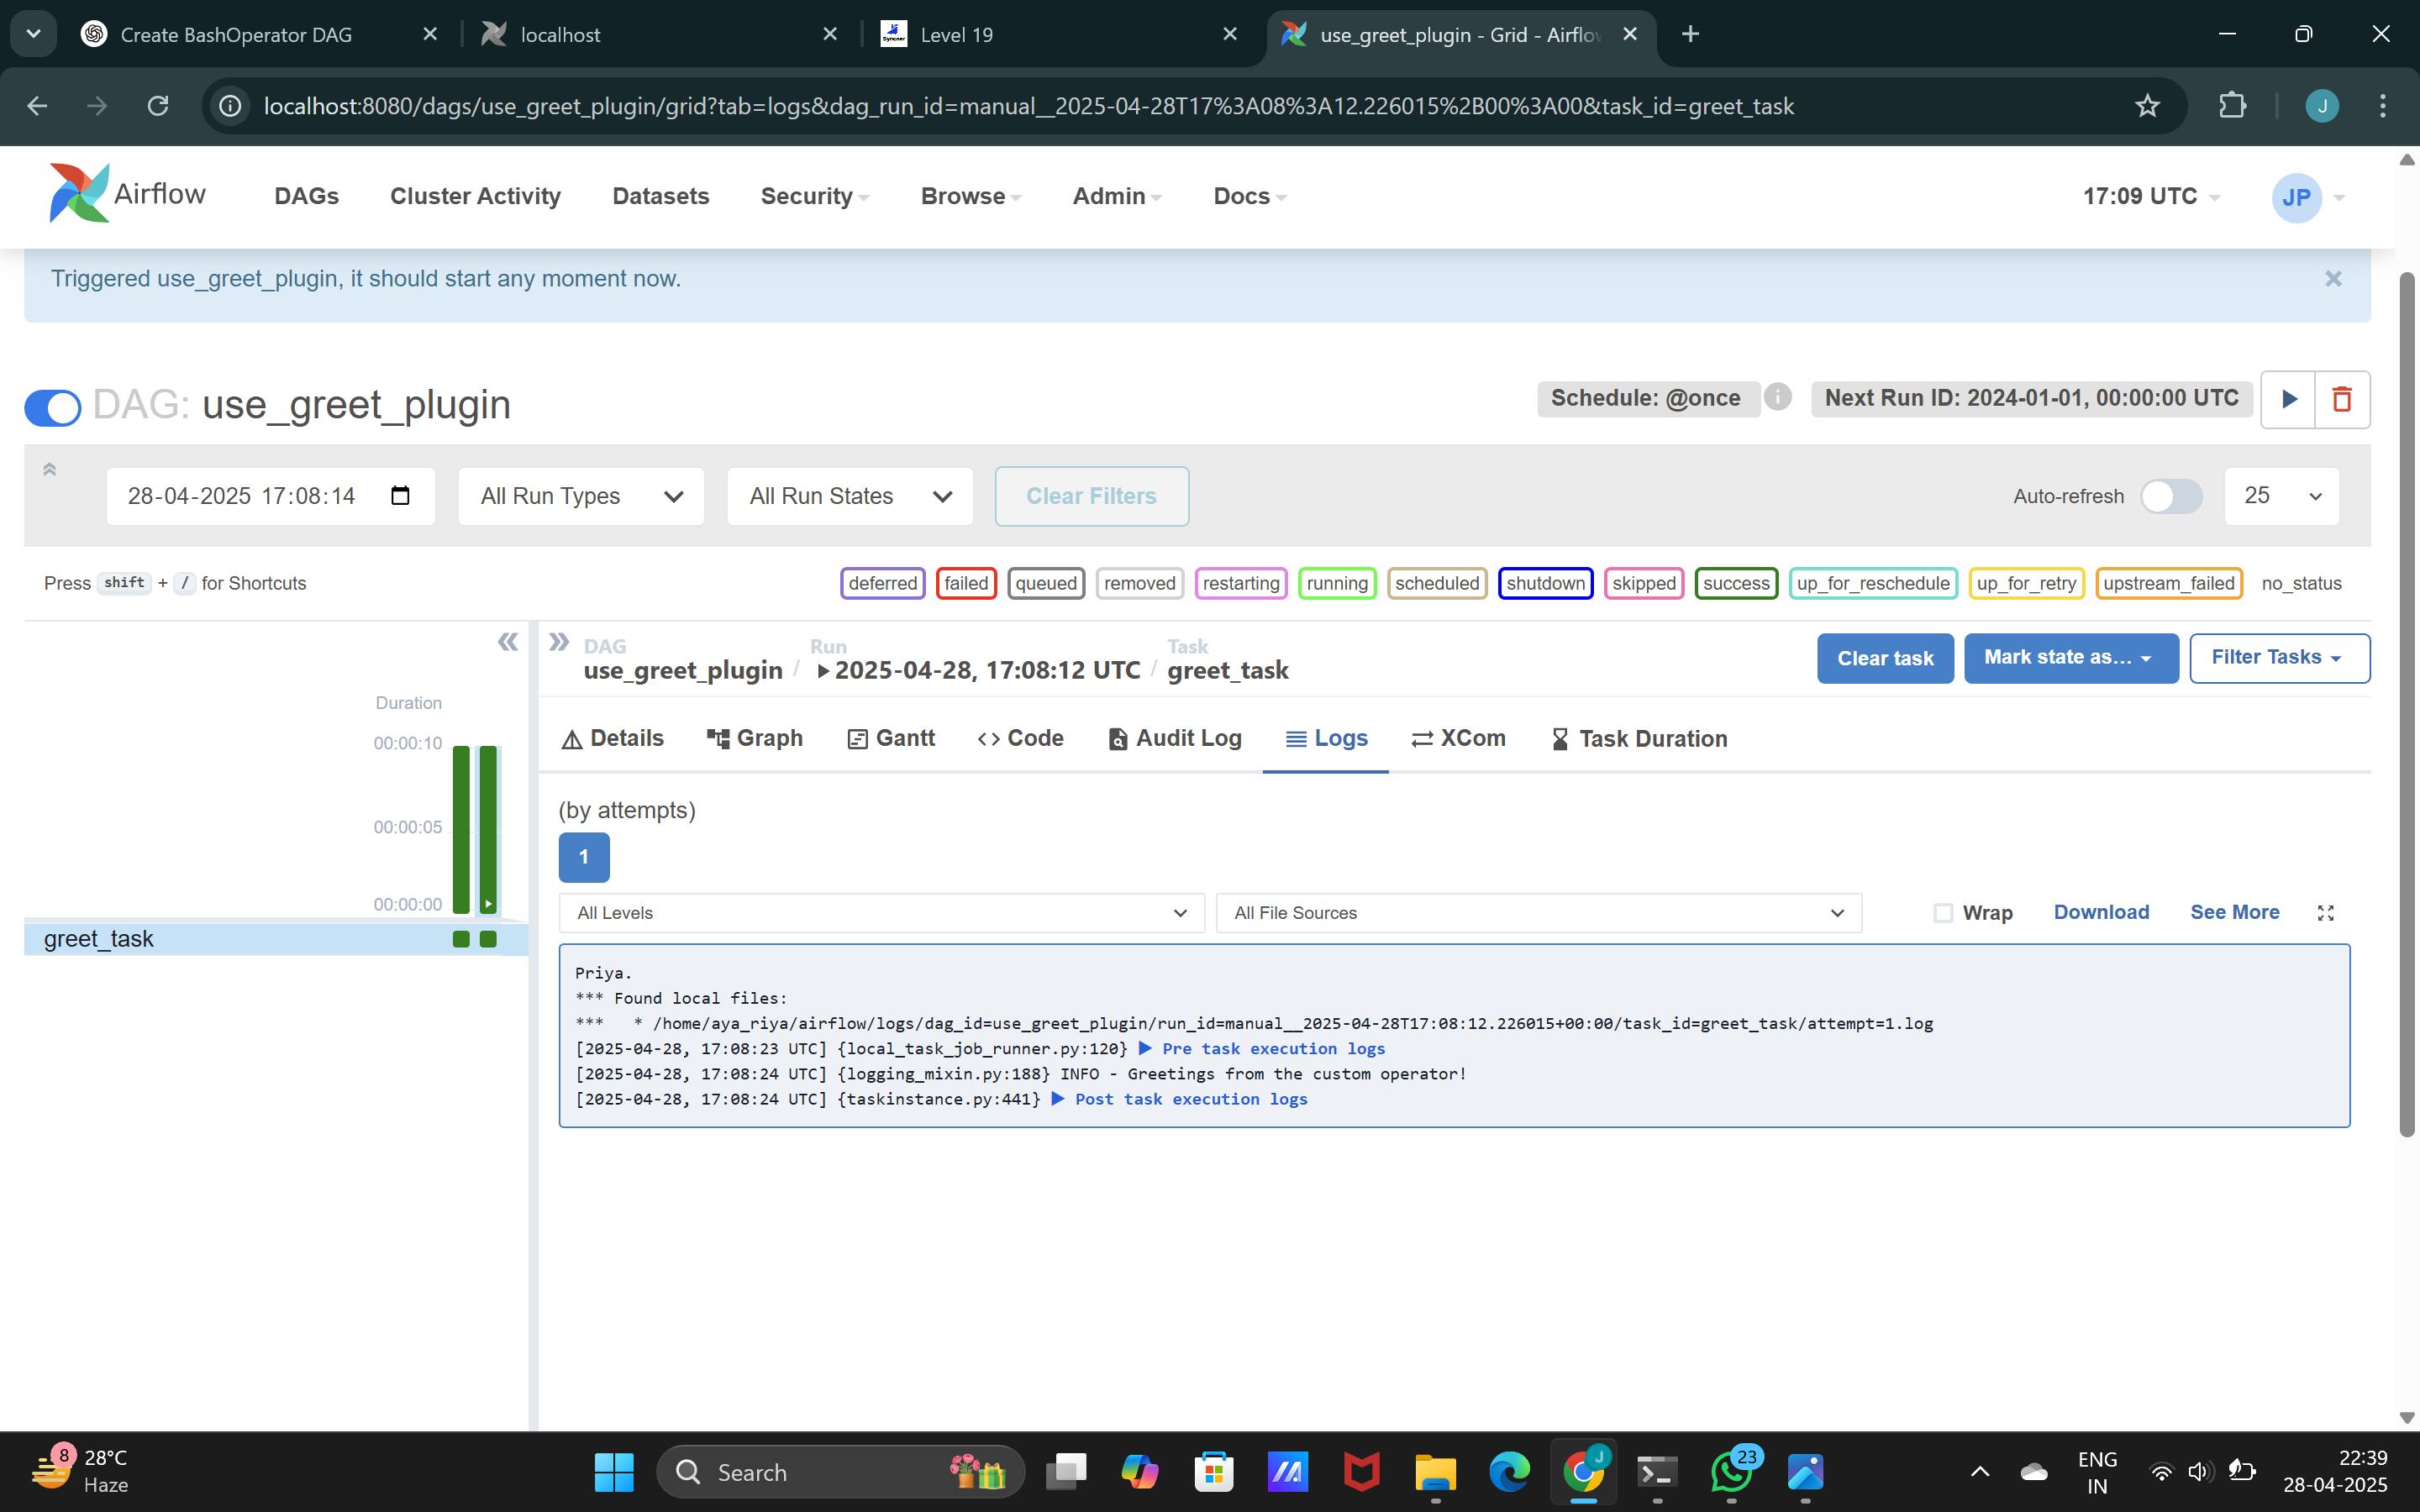 Create BashOperator DAG
localhost
Level 19
use_greet_plugin - Grid - Airflow
localhost:8080/dags/use_greet_plugin/grid?tab=logs&dag_run_id=manual__2025-04-28T17%3A08%3A12.226015%2B00%3A00&task_id=greet_task
J
Airflow
DAGs
Cluster Activity
Datasets
Security
Browse
Admin
Docs
17:09 UTC
JP
Triggered use_greet_plugin, it should start any moment now.
DAG: use_greet_plugin
Schedule: @once
Next Run ID: 2024-01-01, 00:00:00 UTC
28-04-2025 17:08:14
All Run Types
All Run States
Clear Filters
Auto-refresh
25
Press shift + / for Shortcuts
deferred
failed
queued
removed
restarting
running
scheduled
shutdown
skipped
success
up_for_reschedule
up_for_retry
upstream_failed
no_status
Duration
00:00:10
00:00:05
00:00:00
greet_task
DAG
use_greet_plugin
/
Run
2025-04-28, 17:08:12 UTC
/
Task
greet_task
Clear task
Mark state as...
Filter Tasks
Details
Graph
Gantt
Code
Audit Log
Logs
XCom
Task Duration
(by attempts)
1
All Levels
All File Sources
Wrap
Download
See More
Priya.
*** Found local files:
***   * /home/aya_riya/airflow/logs/dag_id=use_greet_plugin/run_id=manual__2025-04-28T17:08:12.226015+00:00/task_id=greet_task/attempt=1.log
[2025-04-28, 17:08:23 UTC] {local_task_job_runner.py:120} ▶ Pre task execution logs
[2025-04-28, 17:08:24 UTC] {logging_mixin.py:188} INFO - Greetings from the custom operator!
[2025-04-28, 17:08:24 UTC] {taskinstance.py:441} ▶ Post task execution logs
8
28°C
Haze
Search
J
23
ENG
IN
22:39
28-04-2025